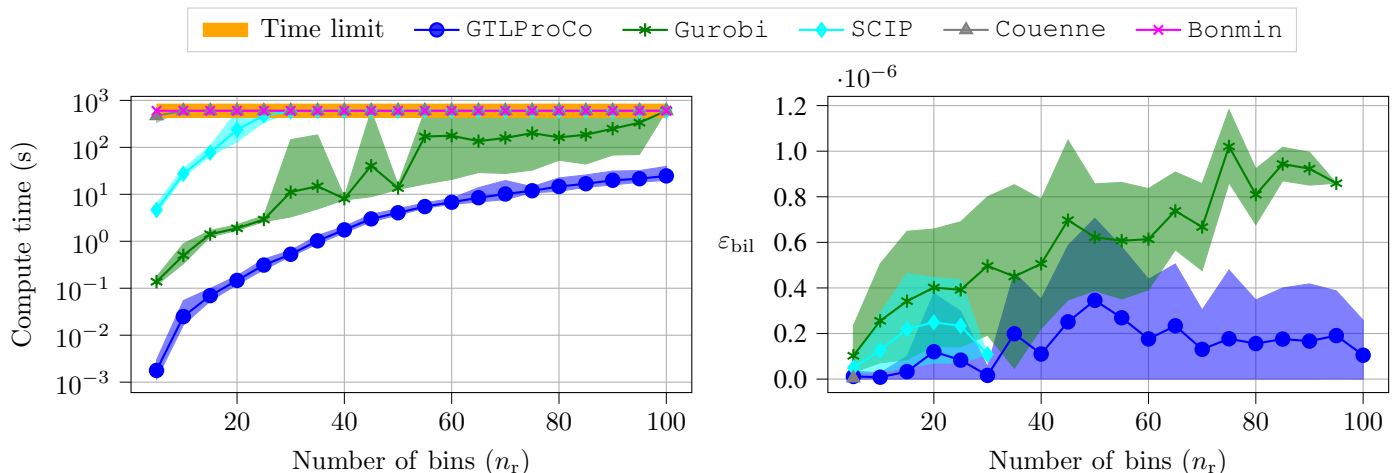 Time limit GTLProCo Gurobi SCIP Couenne Bonmin
Compute time (s)
10^3
10^2
10^1
10^0
10^−1
10^−2
10^−3
20 40 60 80 100
Number of bins (n_r)
·10^−6
ε_bil
1.2
1.0
0.8
0.6
0.4
0.2
0.0
20 40 60 80 100
Number of bins (n_r)